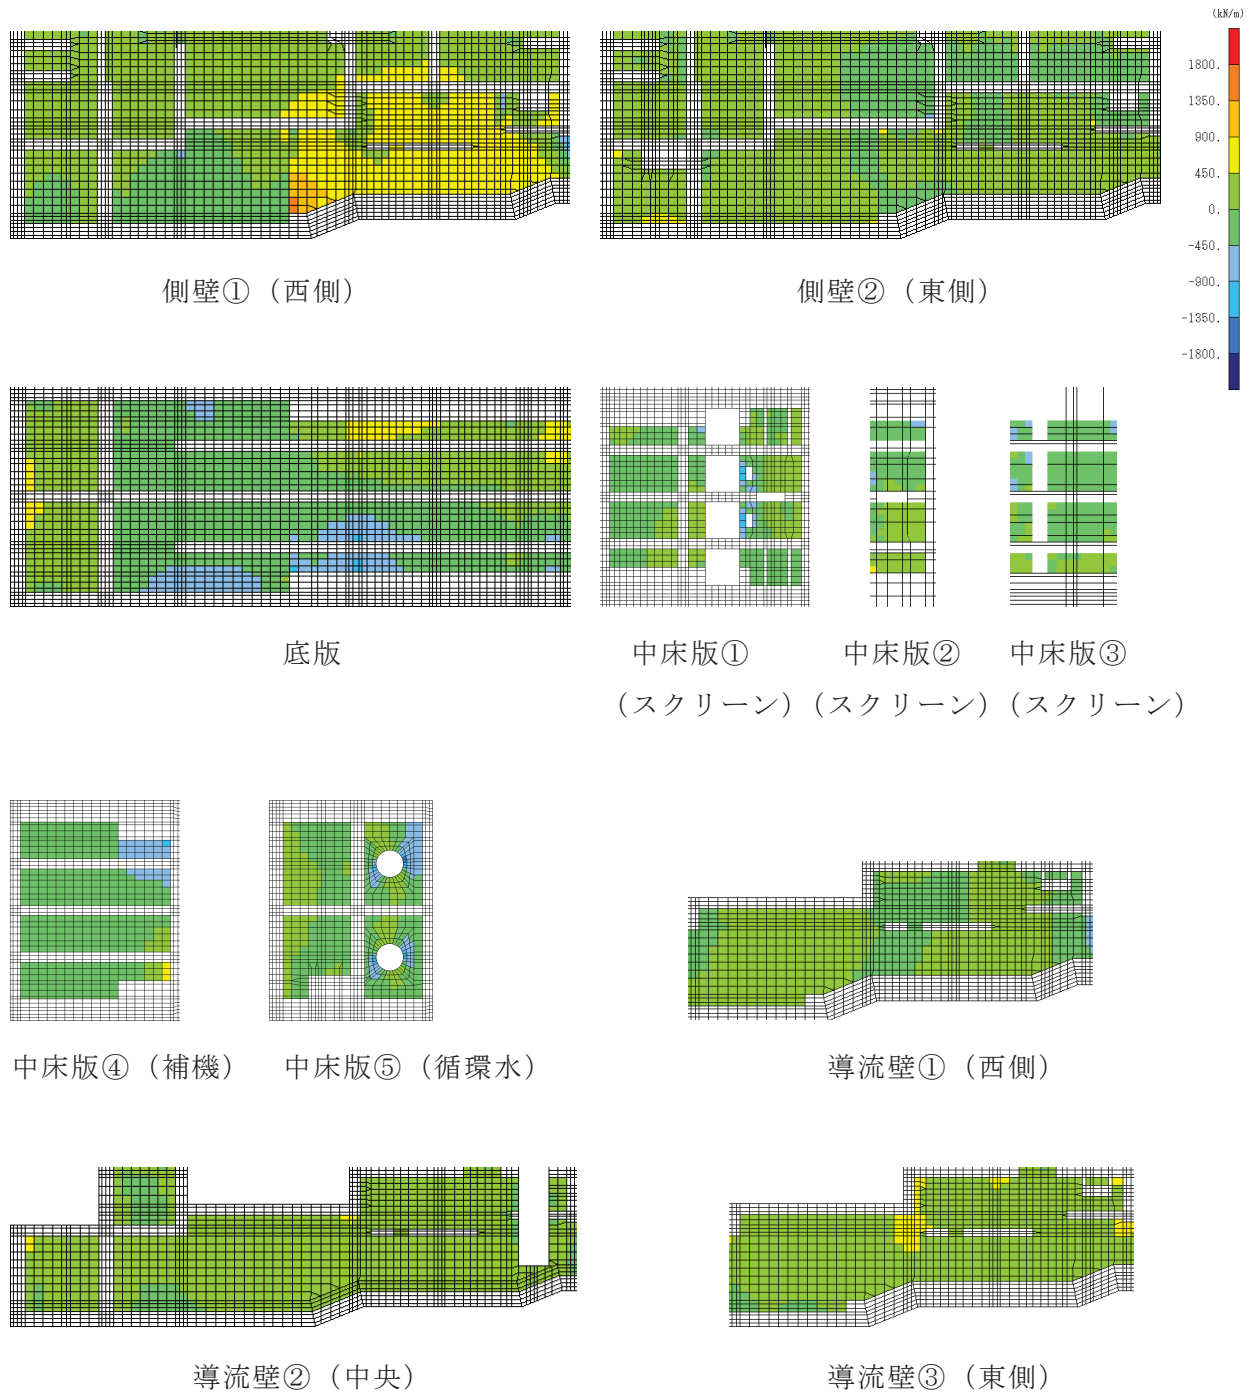 (kN/m)
1800.
1350.
900.
450.
0.
-450.
-900.
-1350.
-1800.
側壁①（西側）
側壁②（東側）
底版
中床版①
（スクリーン）
中床版②
（スクリーン）
中床版③
（スクリーン）
中床版④（補機）
中床版⑤（循環水）
導流壁①（西側）
導流壁②（中央）
導流壁③（東側）